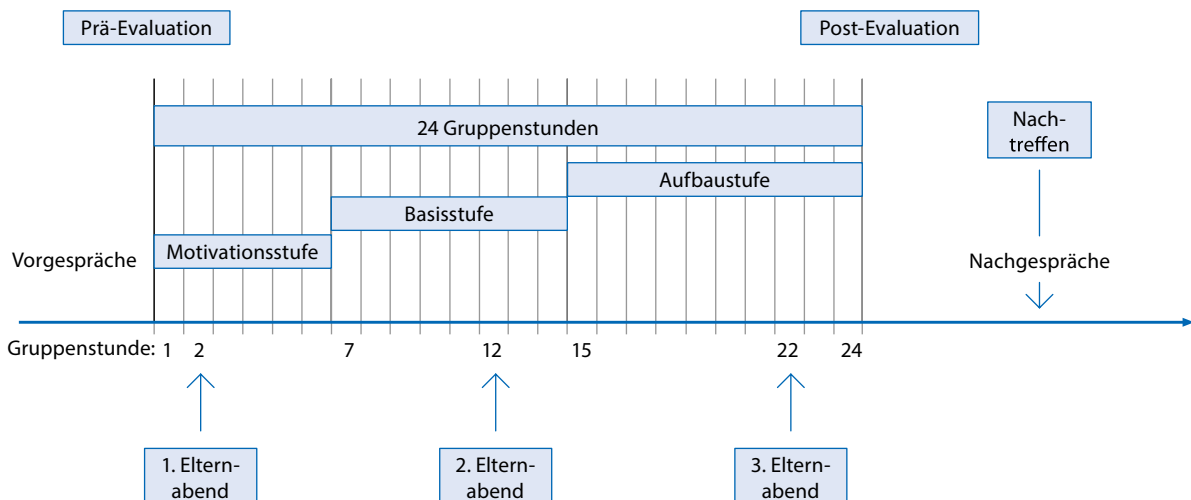 Prä-Evaluation
Post-Evaluation
24 Gruppenstunden
Nach-
treffen
Aufbaustufe
Basisstufe
Motivationsstufe
Vorgespräche
Nachgespräche
Gruppenstunde: 1 2 7 12 15 22 24
1. Eltern-
abend
2. Eltern-
abend
3. Eltern-
abend